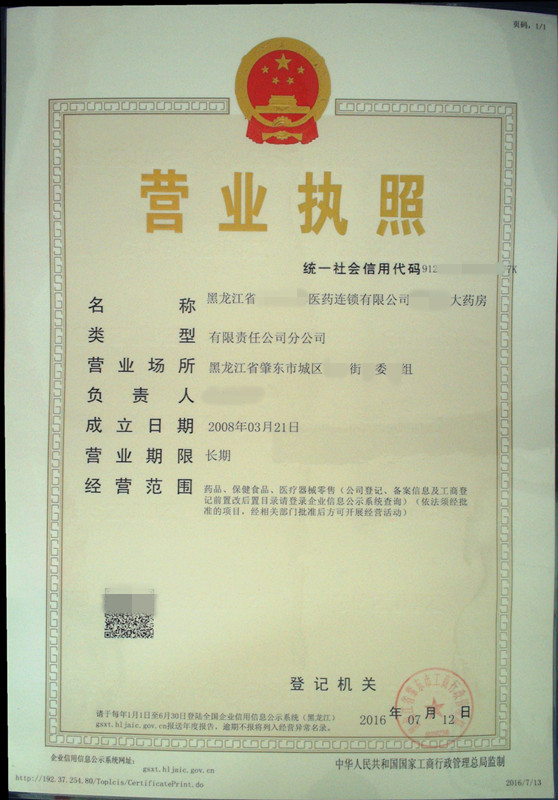 页码，1/1
营业执照
统一社会信用代码912 7K
名称 黑龙江省 医药连锁有限公司 大药房
类型 有限责任公司分公司
营业场所 黑龙江省肇东市城区 街 委 组
负责人
成立日期 2008年03月21日
营业期限 长期
经营范围 药品、保健食品、医疗器械零售（公司登记、备案信息及工商登
记前置改后置目录请登录企业信息公示系统查询）（依法须经批
准的项目，经相关部门批准后方可开展经营活动）
登记机关
2016年07月12日
请于每年1月1日至6月30日登陆全国企业信用信息公示系统（黑龙江）
gsxt.hljaic.gov.cn报送年度报告，逾期不报将列入经营异常名录。
企业信用信息公示系统网址：
gsxt.hljaic.gov.cn
中华人民共和国国家工商行政管理总局监制
http://192.37.254.80/TopIcis/CertificatePrint.do
2016/7/13